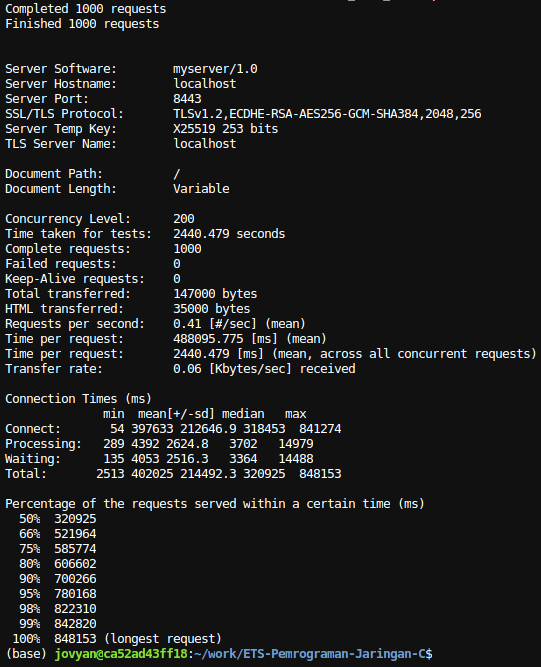 Completed 1000 requests
Finished 1000 requests
Server Software: myserver/1.0
Server Hostname: localhost
Server Port: 8443
SSL/TLS Protocol: TLSv1.2,ECDHE-RSA-AES256-GCM-SHA384,2048,256
Server Temp Key: X25519 253 bits
TLS Server Name: localhost
Document Path: /
Document Length: Variable
Concurrency Level: 200
Time taken for tests: 2440.479 seconds
Complete requests: 1000
Failed requests: 0
Keep-Alive requests: 0
Total transferred: 147000 bytes
HTML transferred: 35000 bytes
Requests per second: 0.41 [#/sec] (mean)
Time per request: 488095.775 [ms] (mean)
Time per request: 2440.479 [ms] (mean, across all concurrent requests)
Transfer rate: 0.06 [Kbytes/sec] received
Connection Times (ms)
min mean[+/-sd] median max
Connect: 54 397633 212646.9 318453 841274
Processing: 289 4392 2624.8 3702 14979
Waiting: 135 4053 2516.3 3364 14488
Total: 2513 402025 214492.3 320925 848153
Percentage of the requests served within a certain time (ms)
50% 320925
66% 521964
75% 585774
80% 606602
90% 700266
95% 780168
98% 822310
99% 842820
100% 848153 (longest request)
(base) jovyan@ca52ad43ff18:~/work/ETS-Pemrograman-Jaringan-C$